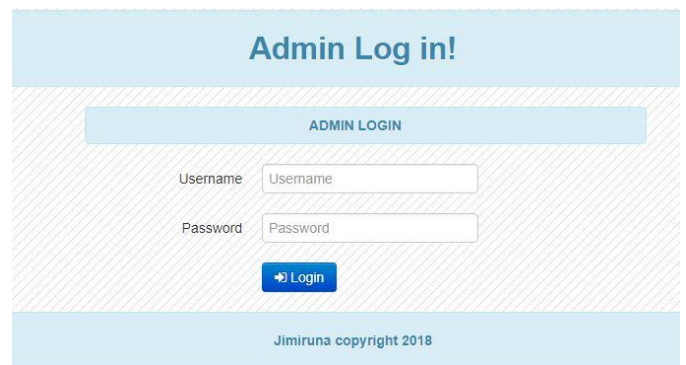 Admin Log in!
ADMIN LOGIN
Username Username
Password Password
Login
Jimiruna copyright 2018